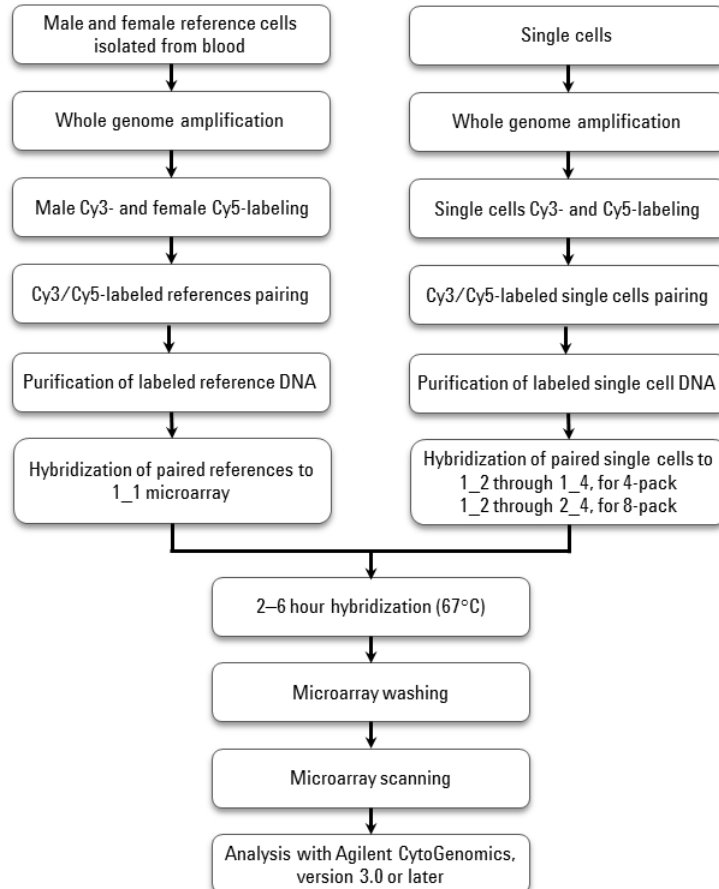 Male and female reference cells
isolated from blood
Whole genome amplification
Male Cy3- and female Cy5-labeling
Cy3/Cy5-labeled references pairing
Purification of labeled reference DNA
Hybridization of paired references to
1_1 microarray
Single cells
Whole genome amplification
Single cells Cy3- and Cy5-labeling
Cy3/Cy5-labeled single cells pairing
Purification of labeled single cell DNA
Hybridization of paired single cells to
1_2 through 1_4, for 4-pack
1_2 through 2_4, for 8-pack
2–6 hour hybridization (67°C)
Microarray washing
Microarray scanning
Analysis with Agilent CytoGenomics,
version 3.0 or later